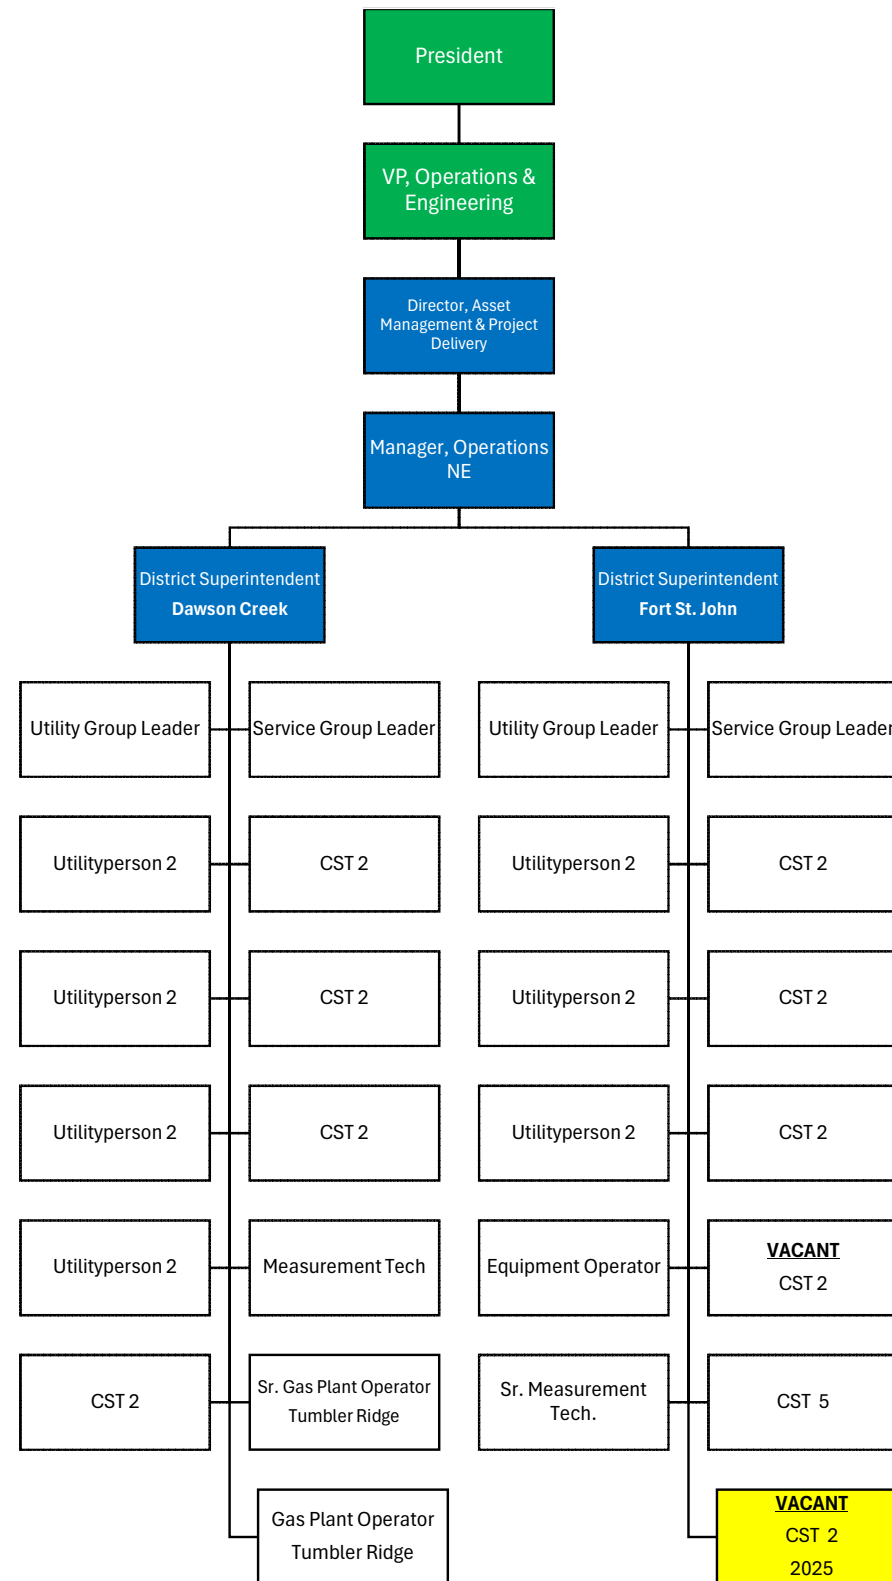 President
VP, Operations &
Engineering
Director, Asset
Management & Project
Delivery
Manager, Operations
NE
District Superintendent
Dawson Creek
District Superintendent
Fort St. John
Utility Group Leader
Service Group Leader
Utility Group Leader
Service Group Leader
Utilityperson 2
CST 2
Utilityperson 2
CST 2
Utilityperson 2
CST 2
Utilityperson 2
CST 2
Utilityperson 2
CST 2
Utilityperson 2
CST 2
Utilityperson 2
Measurement Tech
Equipment Operator
VACANT
CST 2
CST 2
Sr. Gas Plant Operator
Tumbler Ridge
Sr. Measurement
Tech.
CST 5
Gas Plant Operator
Tumbler Ridge
VACANT
CST 2
2025